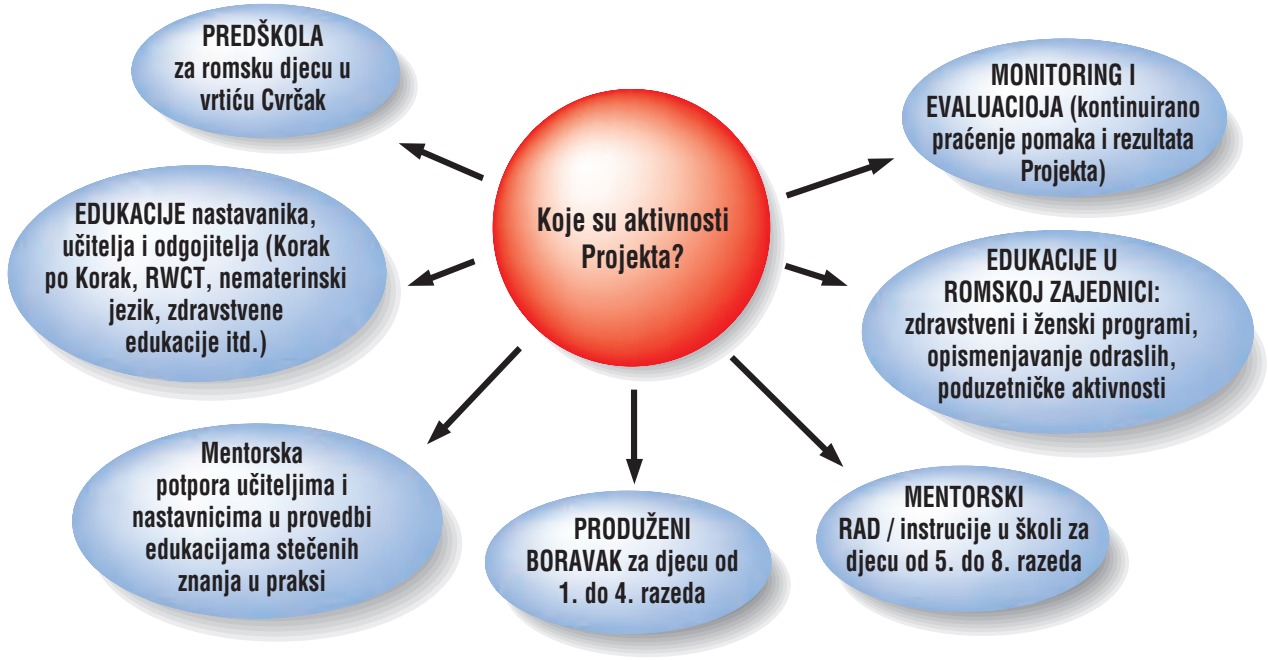 PREDŠKOLA
za romsku djecu u
vrtiću Cvrčak
MONITORING I
EVALUACIOJA (kontinuirano
praćenje pomaka i rezultata
Projekta)
Koje su aktivnosti
Projekta?
EDUKACIJE nastavanika,
učitelja i odgojitelja (Korak
po Korak, RWCT, nematerinski
jezik, zdravstvene
edukacije itd.)
EDUKACIJE U
ROMSKOJ ZAJEDNICI:
zdravstveni i ženski programi,
opismenjavanje odraslih,
poduzetničke aktivnosti
Mentorska
potpora učiteljima i
nastavnicima u provedbi
edukacijama stečenih
znanja u praksi
PRODUŽENI
BORAVAK za djecu od
1. do 4. razeda
MENTORSKI
RAD / instrucije u školi za
djecu od 5. do 8. razeda